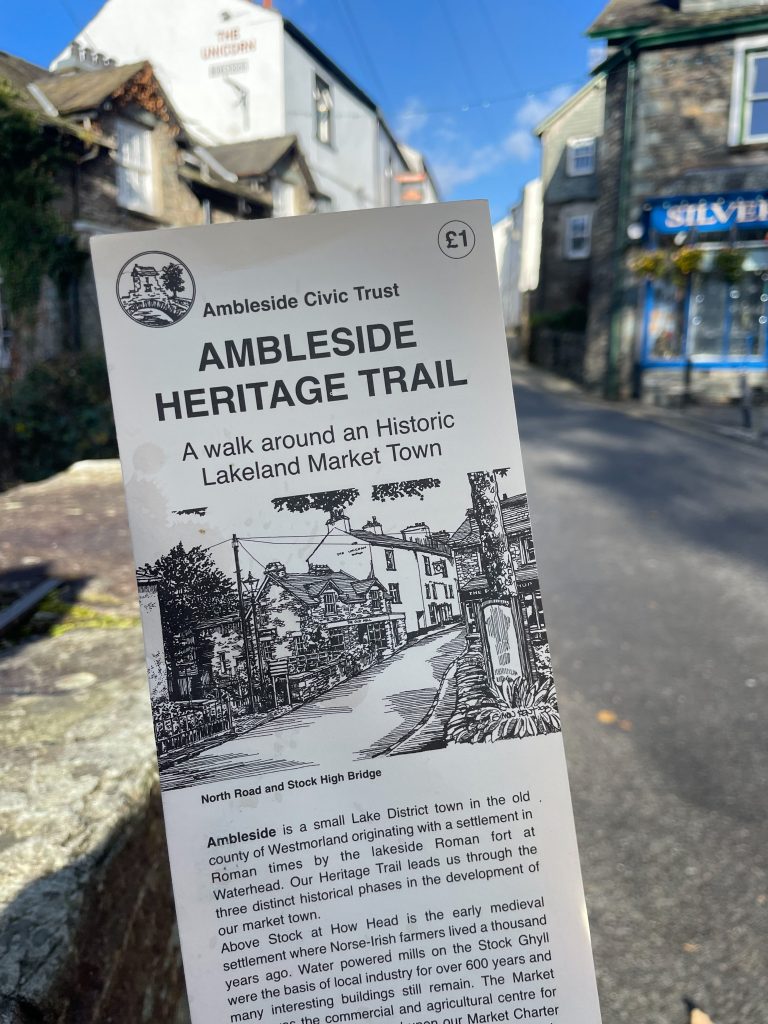 THE
UNICORN
SILVER
£1
Ambleside Civic Trust
AMBLESIDE
HERITAGE TRAIL
A walk around an Historic
Lakeland Market Town
North Road and Stock High Bridge
Ambleside is a small Lake District town in the old
county of Westmorland originating with a settlement in
Roman times by the lakeside Roman fort at
Waterhead. Our Heritage Trail leads us through the
three distinct historical phases in the development of
our market town.
Above Stock at How Head is the early medieval
settlement where Norse-Irish farmers lived a thousand
years ago. Water powered mills on the Stock Ghyll
were the basis of local industry for over 600 years and
many interesting buildings still remain. The Market
the commercial and agricultural centre for
upon our Market Charter